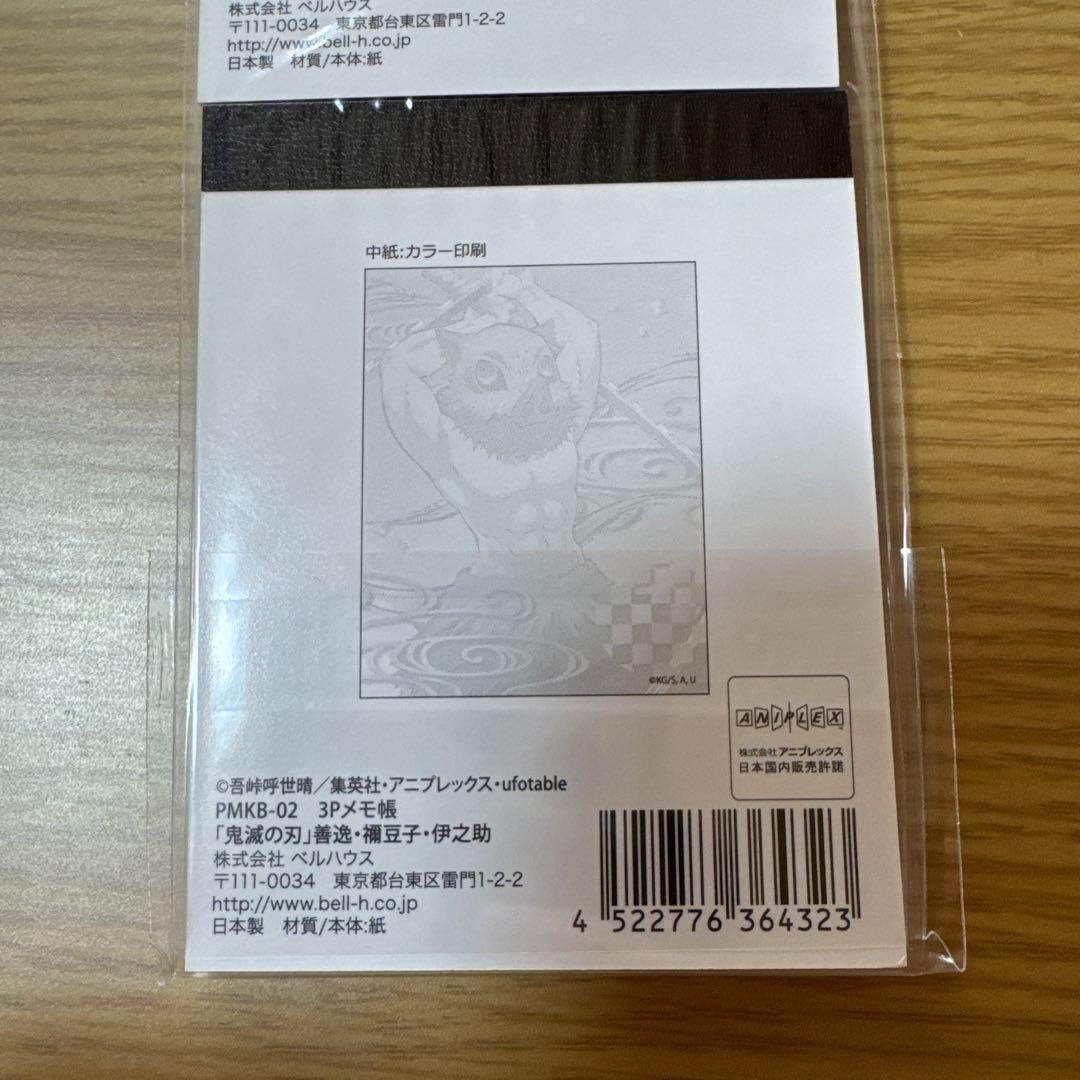 株式会社 ベルハウス
〒111-0034　東京都台東区雷門1-2-2
http://www.bell-h.co.jp
日本製　材質/本体:紙
中紙:カラー印刷
©KG/S, A, U
ANIPLEX
株式会社アニプレックス
日本国内販売許諾
©吾峠呼世晴／集英社・アニプレックス・ufotable
PMKB-02　3Pメモ帳
「鬼滅の刃」善逸・禰豆子・伊之助
株式会社 ベルハウス
〒111-0034　東京都台東区雷門1-2-2
http://www.bell-h.co.jp
日本製　材質/本体:紙
4 522776 364323